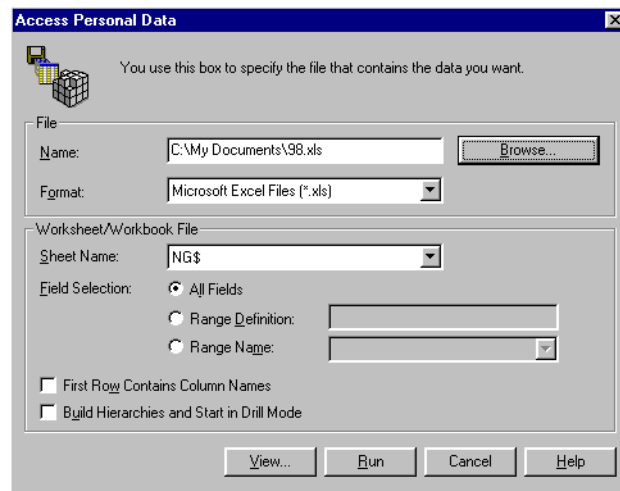 Access Personal Data
You use this box to specify the file that contains the data you want.
File
Name: C:\My Documents\98.xls Browse...
Format: Microsoft Excel Files (*.xls)
Worksheet/Workbook File
Sheet Name: NG$
Field Selection: All Fields
Range Definition:
Range Name:
First Row Contains Column Names
Build Hierarchies and Start in Drill Mode
View... Run Cancel Help